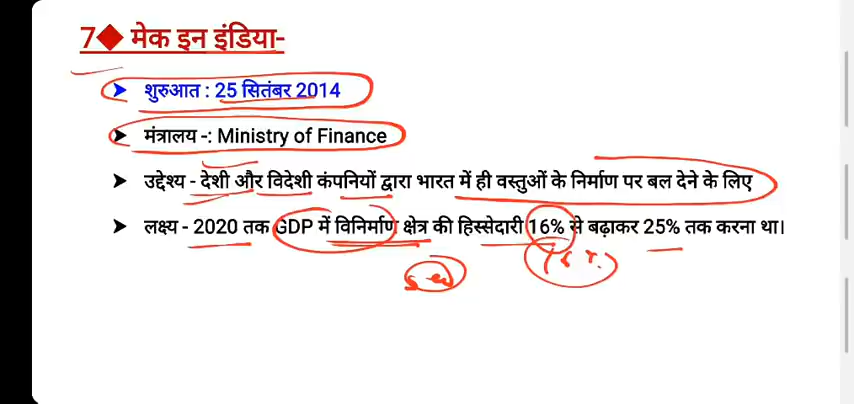 7◆ मेक इन इंडिया-
➤ शुरुआत : 25 सितंबर 2014
➤ मंत्रालय -: Ministry of Finance
➤ उद्देश्य - देशी और विदेशी कंपनियों द्वारा भारत में ही वस्तुओं के निर्माण पर बल देने के लिए
➤ लक्ष्य - 2020 तक GDP में विनिर्माण क्षेत्र की हिस्सेदारी 16% से बढ़ाकर 25% तक करना था।